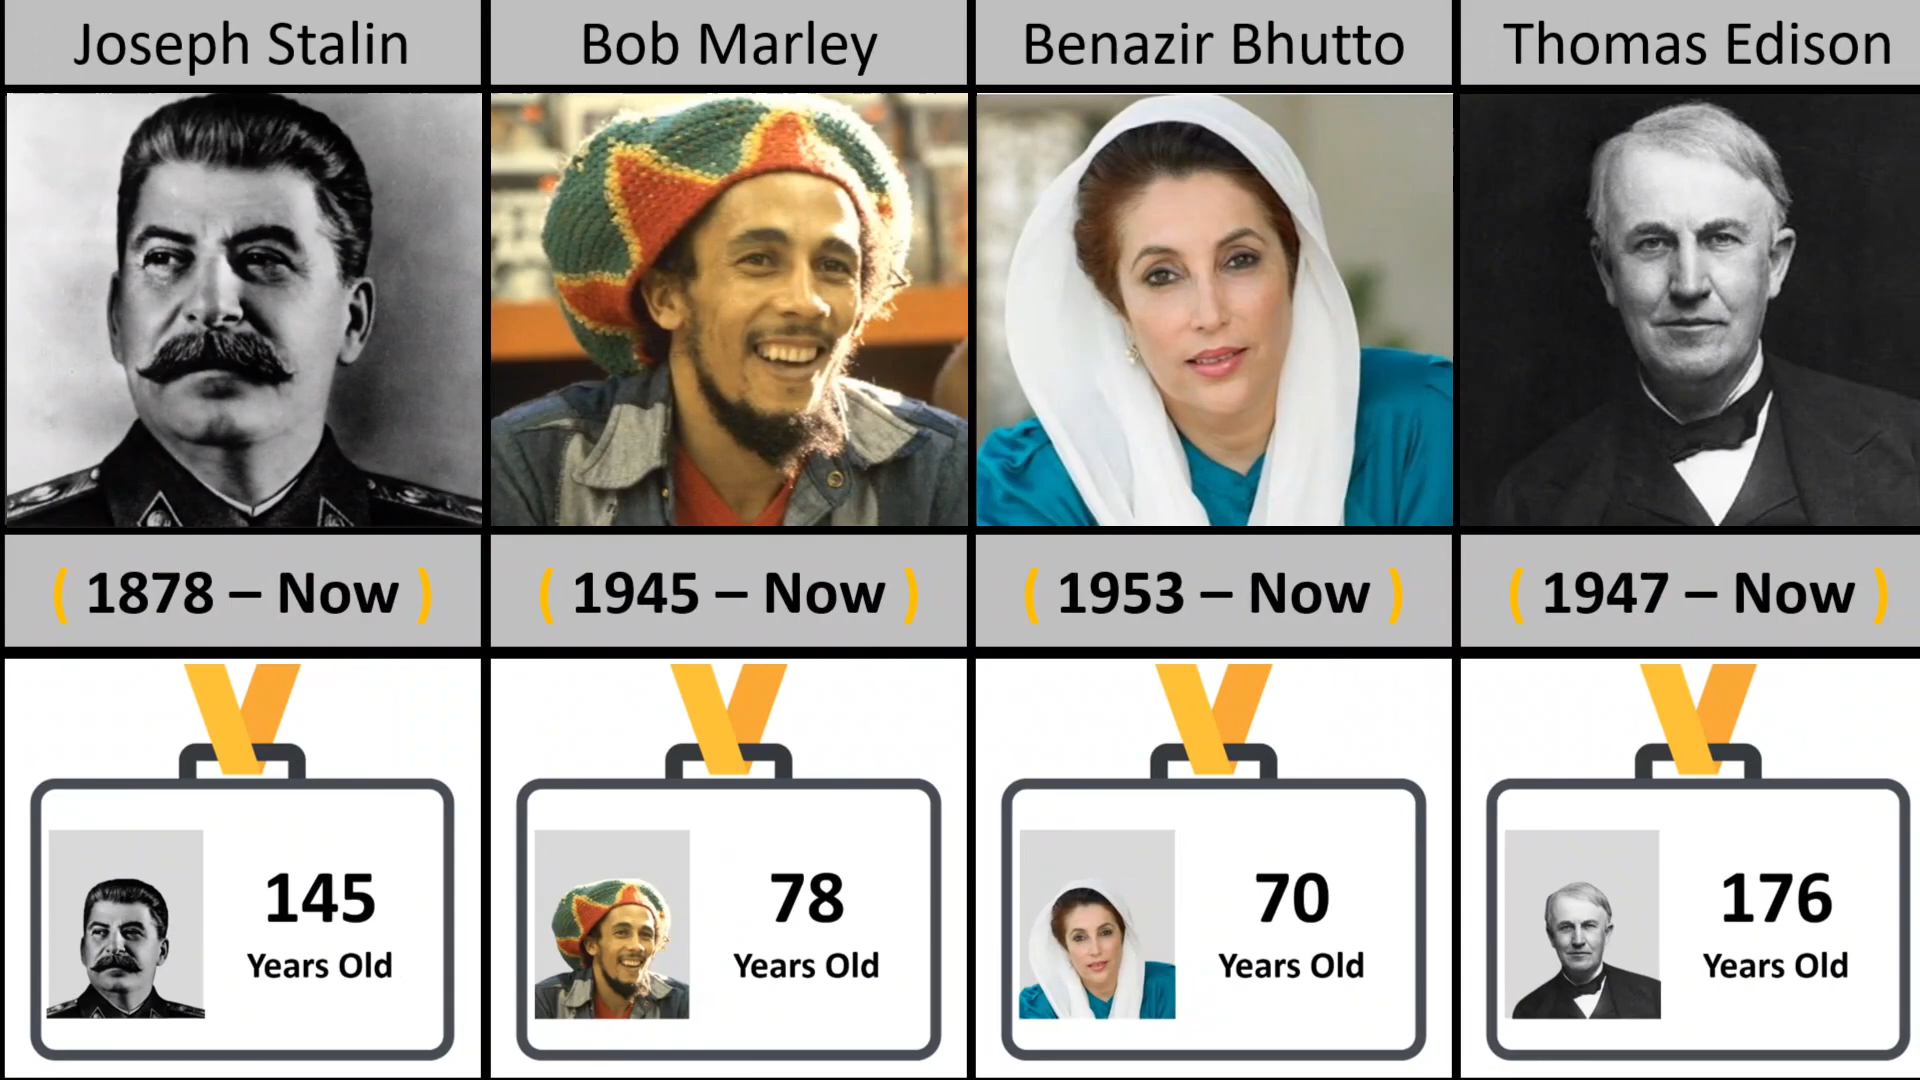 Joseph Stalin
Bob Marley
Benazir Bhutto
Thomas Edison
( 1878 – Now )
( 1945 – Now )
( 1953 – Now )
( 1947 – Now )
145
Years Old
78
Years Old
70
Years Old
176
Years Old